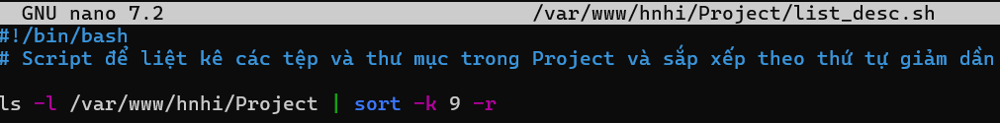 GNU nano 7.2 /var/www/hnhi/Project/list_desc.sh
#!/bin/bash
# Script để liệt kê các tệp và thư mục trong Project và sắp xếp theo thứ tự giảm dần
ls -l /var/www/hnhi/Project | sort -k 9 -r